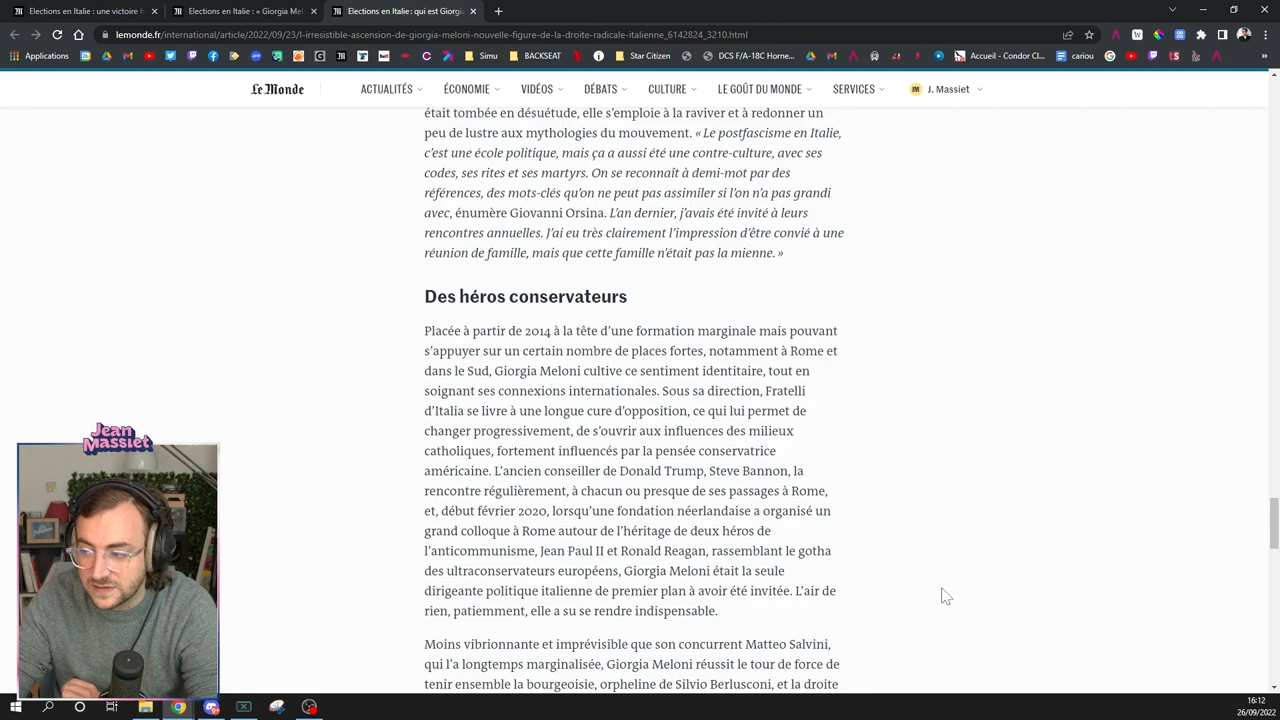 Elections en Italie : une victoire h
Elections en Italie : « Giorgia Mel
Elections en Italie : qui est Giorgi
lemonde.fr/international/article/2022/09/23/l-irresistible-ascension-de-giorgia-meloni-nouvelle-figure-de-la-droite-radicale-italienne_6142824_3210.html
Applications
Simu
BACKSEAT
Star Citizen
DCS F/A-18C Horne...
Accueil - Condor Cl...
cariou
Le Monde
ACTUALITÉS
ÉCONOMIE
VIDÉOS
DÉBATS
CULTURE
LE GOÛT DU MONDE
SERVICES
JM J. Massiet
était tombée en désuétude, elle s’emploie à la raviver et à redonner un
peu de lustre aux mythologies du mouvement. « Le postfascisme en Italie,
c’est une école politique, mais ça a aussi été une contre-culture, avec ses
codes, ses rites et ses martyrs. On se reconnaît à demi-mot par des
références, des mots-clés qu’on ne peut pas assimiler si l’on n’a pas grandi
avec, énumère Giovanni Orsina. L’an dernier, j’avais été invité à leurs
rencontres annuelles. J’ai eu très clairement l’impression d’être convié à une
réunion de famille, mais que cette famille n’était pas la mienne. »
Des héros conservateurs
Placée à partir de 2014 à la tête d’une formation marginale mais pouvant
s’appuyer sur un certain nombre de places fortes, notamment à Rome et
dans le Sud, Giorgia Meloni cultive ce sentiment identitaire, tout en
soignant ses connexions internationales. Sous sa direction, Fratelli
d’Italia se livre à une longue cure d’opposition, ce qui lui permet de
changer progressivement, de s’ouvrir aux influences des milieux
catholiques, fortement influencés par la pensée conservatrice
américaine. L’ancien conseiller de Donald Trump, Steve Bannon, la
rencontre régulièrement, à chacun ou presque de ses passages à Rome,
et, début février 2020, lorsqu’une fondation néerlandaise a organisé un
grand colloque à Rome autour de l’héritage de deux héros de
l’anticommunisme, Jean Paul II et Ronald Reagan, rassemblant le gotha
des ultraconservateurs européens, Giorgia Meloni était la seule
dirigeante politique italienne de premier plan à avoir été invitée. L’air de
rien, patiemment, elle a su se rendre indispensable.
Moins vibrionnante et imprévisible que son concurrent Matteo Salvini,
qui l’a longtemps marginalisée, Giorgia Meloni réussit le tour de force de
tenir ensemble la bourgeoisie, orpheline de Silvio Berlusconi, et la droite
Jean
Massiet
16:12
26/09/2022